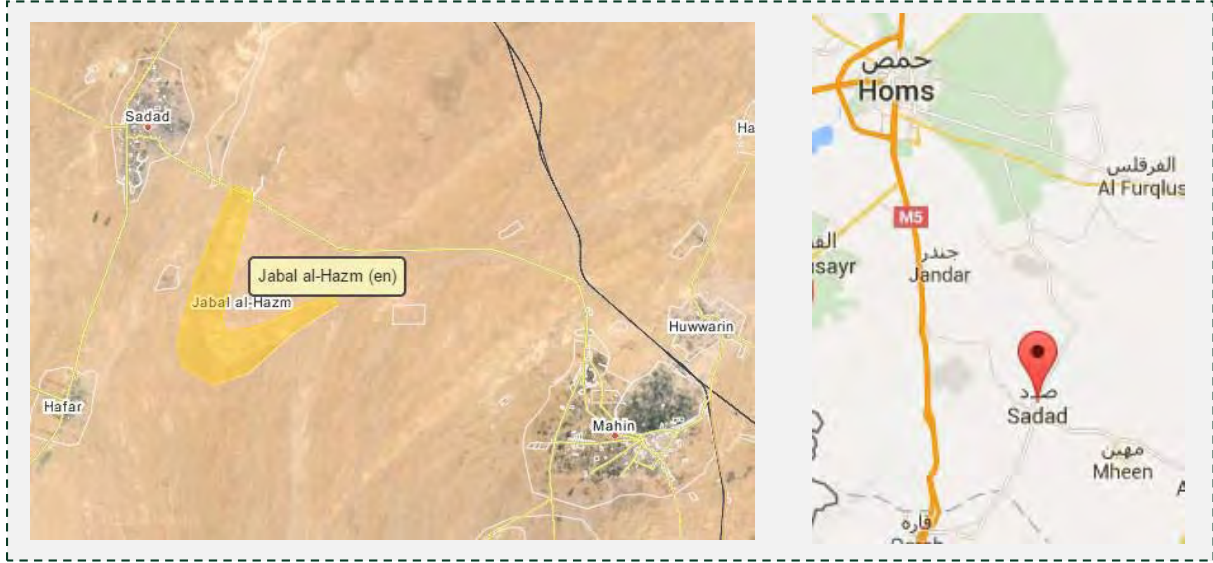 Sadad
Ha
Jabal al-Hazm (en)
Jabal al-Hazm
Huwwarin
Hafar
Mahin
حمص
Homs
الفرقلس
Al Furqlus
M5
جندر
Jandar
صدد
Sadad
مهين
Mheen
قارة